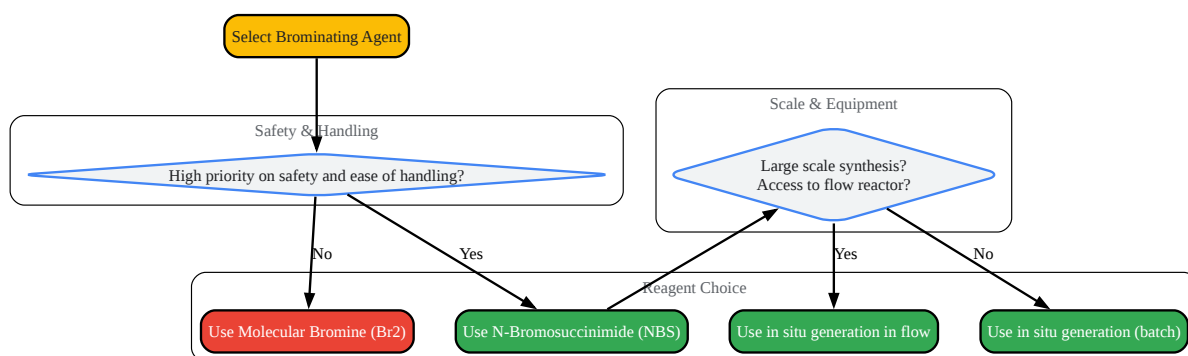 Select Brominating Agent
Scale & Equipment
Safety & Handling
High priority on safety and ease of handling?
Large scale synthesis?
Access to flow reactor?
No
Yes
Yes
No
Reagent Choice
Use Molecular Bromine (Br2)
Use N-Bromosuccinimide (NBS)
Use in situ generation in flow
Use in situ generation (batch)